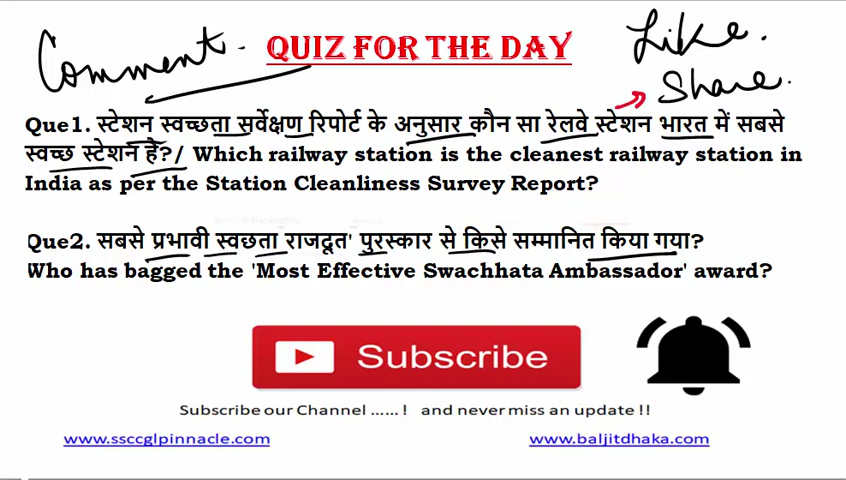 Comment.
QUIZ FOR THE DAY
Like.
Share.
Que1. स्टेशन स्वच्छता सर्वेक्षण रिपोर्ट के अनुसार कौन सा रेलवे स्टेशन भारत में सबसे
स्वच्छ स्टेशन है?/ Which railway station is the cleanest railway station in
India as per the Station Cleanliness Survey Report?
Que2. सबसे प्रभावी स्वछता राजदूत' पुरस्कार से किसे सम्मानित किया गया?
Who has bagged the 'Most Effective Swachhata Ambassador' award?
Subscribe
Subscribe our Channel ...... ! and never miss an update !!
www.ssccglpinnacle.com www.baljitdhaka.com